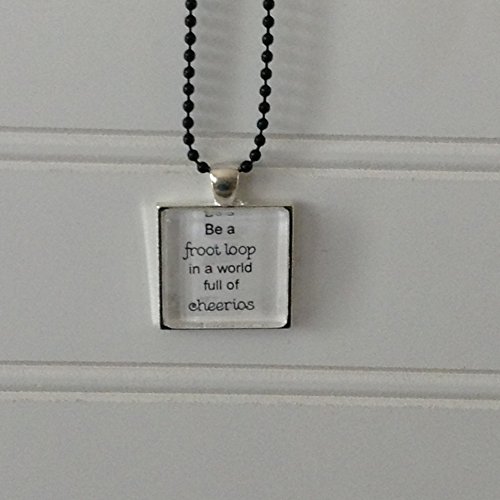 Be a
froot loop
in a world
full of
cheerios